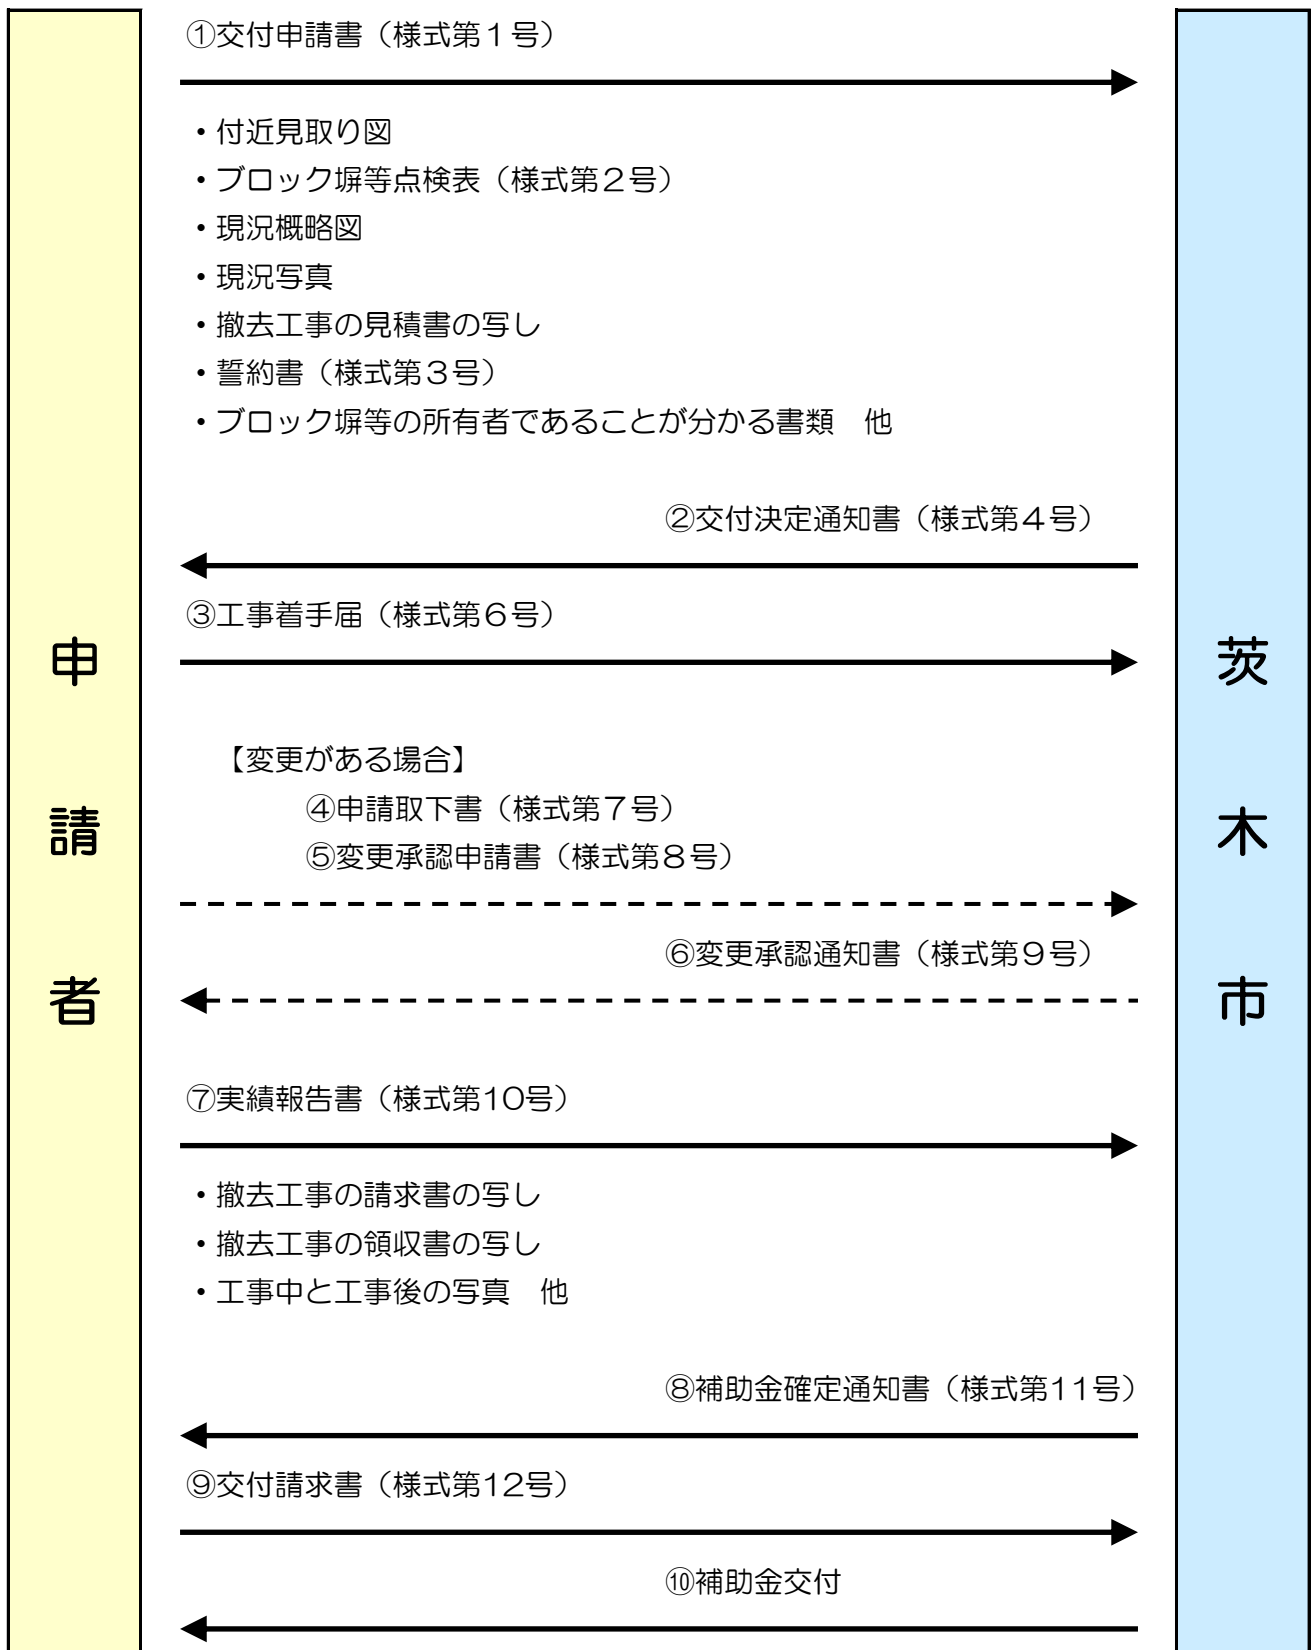 ①交付申請書（様式第１号）
・付近見取り図
・ブロック塀等点検表（様式第２号）
・現況概略図
・現況写真
・撤去工事の見積書の写し
・誓約書（様式第３号）
・ブロック塀等の所有者であることが分かる書類　他
②交付決定通知書（様式第４号）
③工事着手届（様式第６号）
【変更がある場合】
④申請取下書（様式第７号）
⑤変更承認申請書（様式第８号）
⑥変更承認通知書（様式第９号）
⑦実績報告書（様式第10号）
・撤去工事の請求書の写し
・撤去工事の領収書の写し
・工事中と工事後の写真　他
⑧補助金確定通知書（様式第11号）
⑨交付請求書（様式第12号）
⑩補助金交付
申請者
茨木市